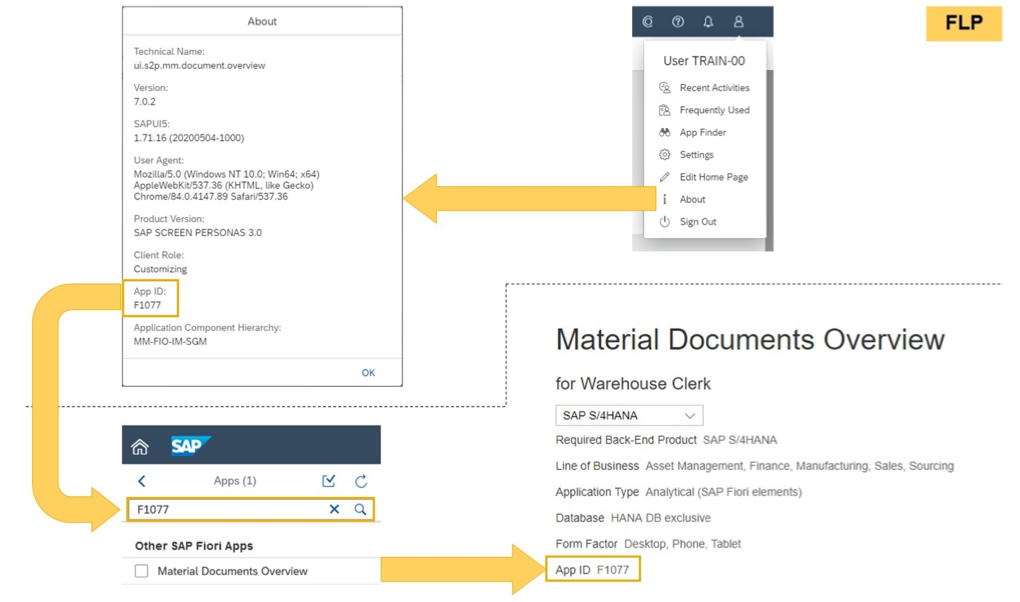 About
Technical Name:
ui.s2p.mm.document.overview
Version:
7.0.2
SAPUI5:
1.71.16 (20200504-1000)
User Agent:
Mozilla/5.0 (Windows NT 10.0; Win64; x64)
AppleWebKit/537.36 (KHTML, like Gecko)
Chrome/84.0.4147.89 Safari/537.36
Product Version:
SAP SCREEN PERSONAS 3.0
Client Role:
Customizing
App ID:
F1077
Application Component Hierarchy:
MM-FIO-IM-SGM
OK
User TRAIN-00
Recent Activities
Frequently Used
App Finder
Settings
Edit Home Page
About
Sign Out
FLP
SAP
Apps (1)
F1077
Other SAP Fiori Apps
Material Documents Overview
Material Documents Overview
for Warehouse Clerk
SAP S/4HANA
Required Back-End Product SAP S/4HANA
Line of Business Asset Management, Finance, Manufacturing, Sales, Sourcing
Application Type Analytical (SAP Fiori elements)
Database HANA DB exclusive
Form Factor Desktop, Phone, Tablet
App ID F1077